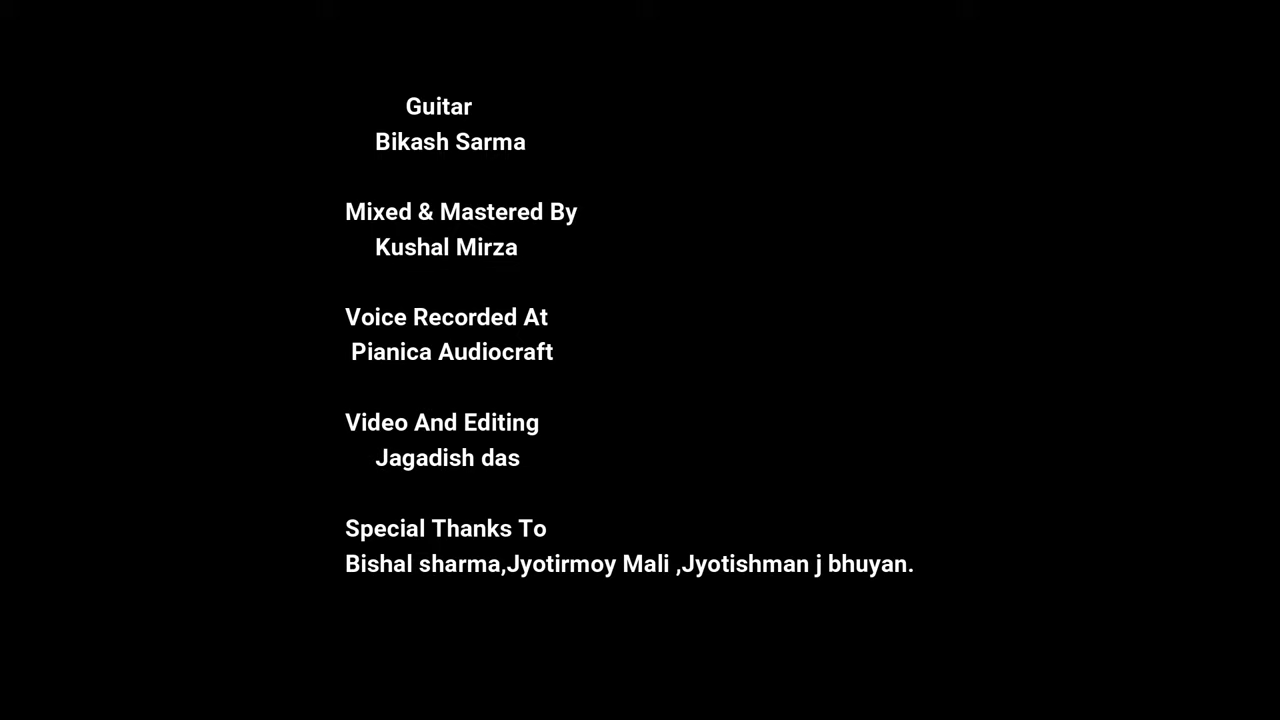 Guitar
Bikash Sarma
Mixed & Mastered By
Kushal Mirza
Voice Recorded At
Pianica Audiocraft
Video And Editing
Jagadish das
Special Thanks To
Bishal sharma,Jyotirmoy Mali ,Jyotishman j bhuyan.